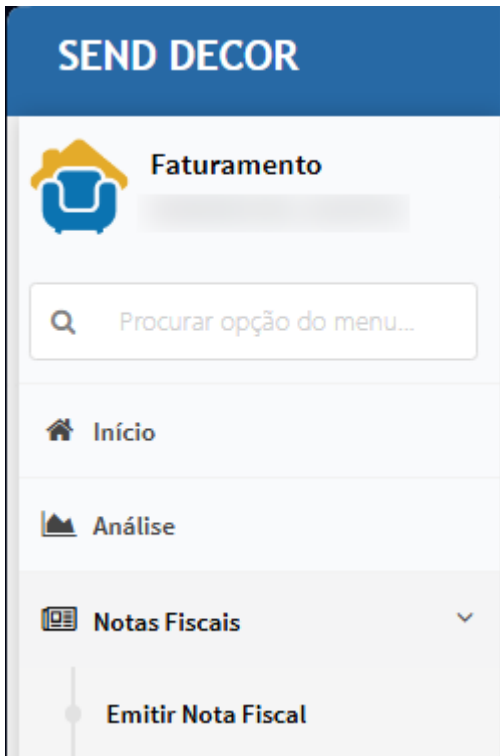 SEND DECOR
Faturamento
Procurar opção do menu...
Início
Análise
Notas Fiscais
Emitir Nota Fiscal